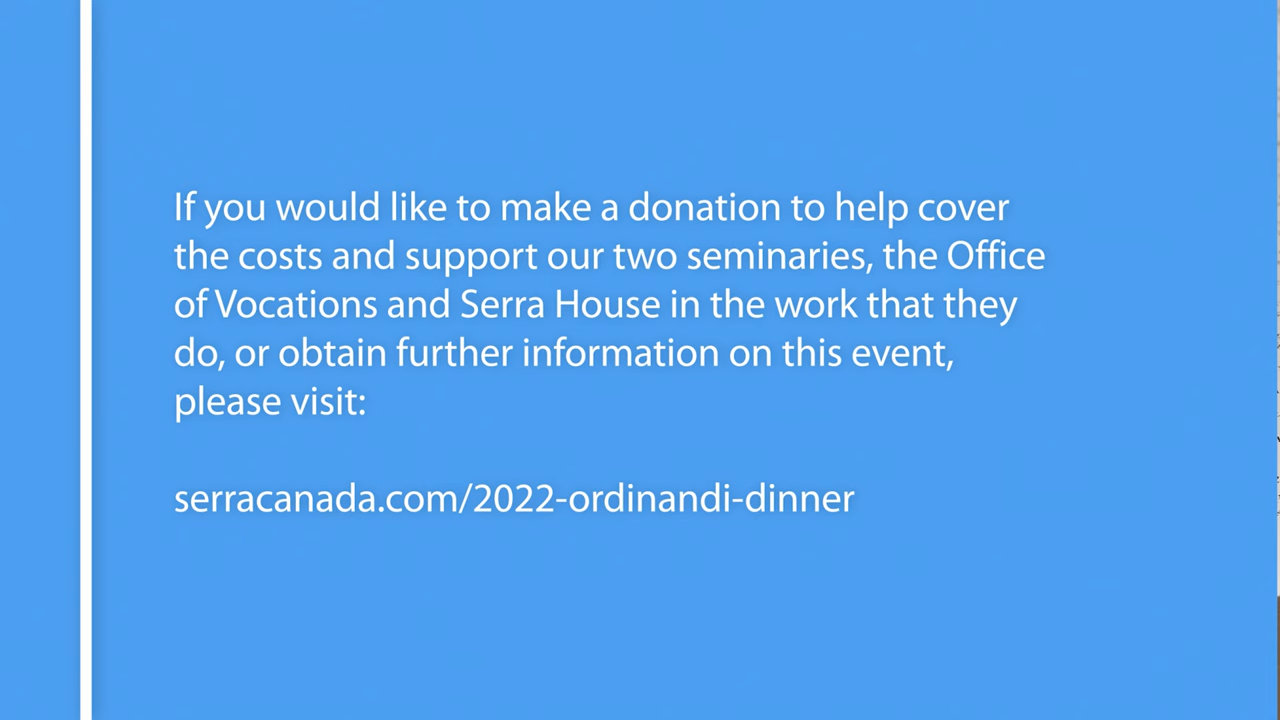 If you would like to make a donation to help cover
the costs and support our two seminaries, the Office
of Vocations and Serra House in the work that they
do, or obtain further information on this event,
please visit:
serracanada.com/2022-ordinandi-dinner